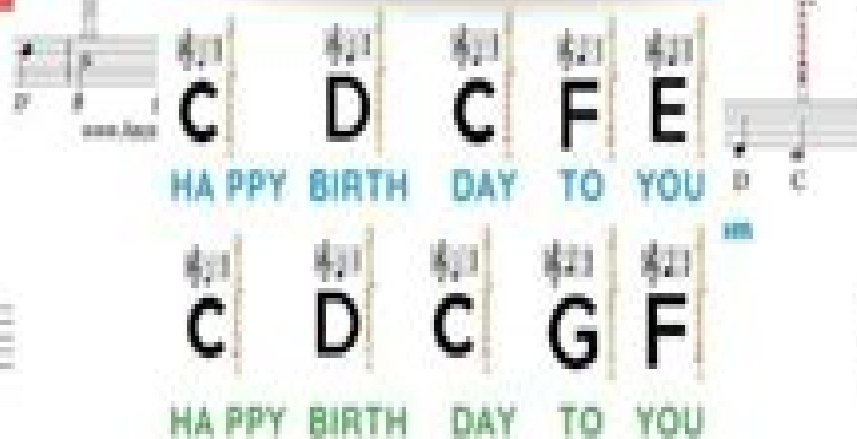 C D C F E
HA PPY BIRTH DAY TO YOU
D C
C D C G F
HA PPY BIRTH DAY TO YOU